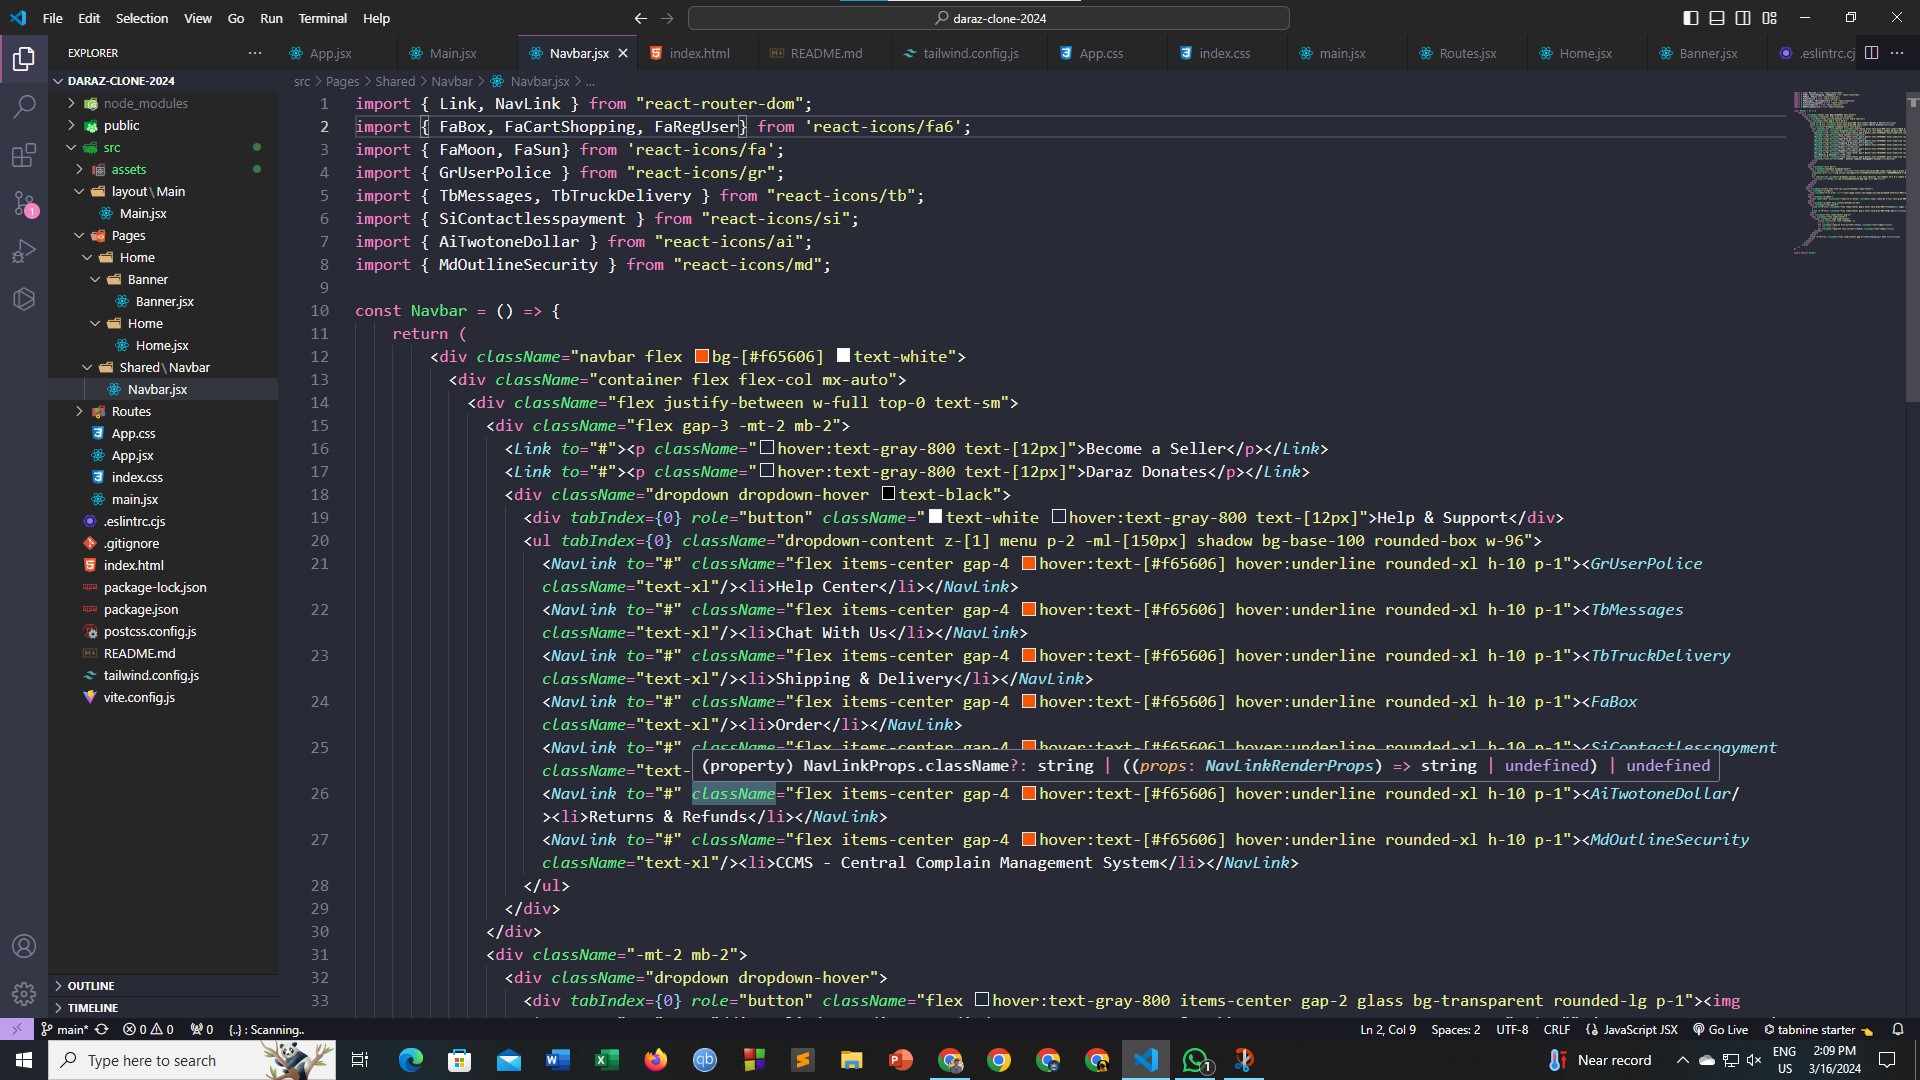 File Edit Selection View Go Run Terminal Help
daraz-clone-2024
EXPLORER
App.jsx
Main.jsx
Navbar.jsx
index.html
README.md
tailwind.config.js
App.css
index.css
main.jsx
Routes.jsx
Home.jsx
Banner.jsx
.eslintrc.cj
src > Pages > Shared > Navbar > Navbar.jsx > ...
DARAZ-CLONE-2024
node_modules
public
src
assets
layout \ Main
Main.jsx
Pages
Home
Banner
Banner.jsx
Home
Home.jsx
Shared \ Navbar
Navbar.jsx
Routes
App.css
App.jsx
index.css
main.jsx
.eslintrc.cjs
.gitignore
index.html
package-lock.json
package.json
postcss.config.js
README.md
tailwind.config.js
vite.config.js
OUTLINE
TIMELINE
1 import { Link, NavLink } from "react-router-dom";
2 import { FaBox, FaCartShopping, FaRegUser} from 'react-icons/fa6';
3 import { FaMoon, FaSun} from 'react-icons/fa';
4 import { GrUserPolice } from "react-icons/gr";
5 import { TbMessages, TbTruckDelivery } from "react-icons/tb";
6 import { SiContactlesspayment } from "react-icons/si";
7 import { AiTwotoneDollar } from "react-icons/ai";
8 import { MdOutlineSecurity } from "react-icons/md";
9
10 const Navbar = () => {
11 return (
12 <div className="navbar flex bg-[#f65606] text-white">
13 <div className="container flex flex-col mx-auto">
14 <div className="flex justify-between w-full top-0 text-sm">
15 <div className="flex gap-3 -mt-2 mb-2">
16 <Link to="#"><p className="hover:text-gray-800 text-[12px]">Become a Seller</p></Link>
17 <Link to="#"><p className="hover:text-gray-800 text-[12px]">Daraz Donates</p></Link>
18 <div className="dropdown dropdown-hover text-black">
19 <div tabIndex={0} role="button" className="text-white hover:text-gray-800 text-[12px]">Help & Support</div>
20 <ul tabIndex={0} className="dropdown-content z-[1] menu p-2 -ml-[150px] shadow bg-base-100 rounded-box w-96">
21 <NavLink to="#" className="flex items-center gap-4 hover:text-[#f65606] hover:underline rounded-xl h-10 p-1"><GrUserPolice
className="text-xl"/><li>Help Center</li></NavLink>
22 <NavLink to="#" className="flex items-center gap-4 hover:text-[#f65606] hover:underline rounded-xl h-10 p-1"><TbMessages
className="text-xl"/><li>Chat With Us</li></NavLink>
23 <NavLink to="#" className="flex items-center gap-4 hover:text-[#f65606] hover:underline rounded-xl h-10 p-1"><TbTruckDelivery
className="text-xl"/><li>Shipping & Delivery</li></NavLink>
24 <NavLink to="#" className="flex items-center gap-4 hover:text-[#f65606] hover:underline rounded-xl h-10 p-1"><FaBox
className="text-xl"/><li>Order</li></NavLink>
25 <NavLink to="#" className="flex items-center gap-4 hover:text-[#f65606] hover:underline rounded-xl h-10 p-1"><SiContactlesspayment
className="text-
(property) NavLinkProps.className?: string | ((props: NavLinkRenderProps) => string | undefined) | undefined
26 <NavLink to="#" className="flex items-center gap-4 hover:text-[#f65606] hover:underline rounded-xl h-10 p-1"><AiTwotoneDollar/
><li>Returns & Refunds</li></NavLink>
27 <NavLink to="#" className="flex items-center gap-4 hover:text-[#f65606] hover:underline rounded-xl h-10 p-1"><MdOutlineSecurity
className="text-xl"/><li>CCMS - Central Complain Management System</li></NavLink>
28 </ul>
29 </div>
30 </div>
31 <div className="-mt-2 mb-2">
32 <div className="dropdown dropdown-hover">
33 <div tabIndex={0} role="button" className="flex hover:text-gray-800 items-center gap-2 glass bg-transparent rounded-lg p-1"><img
main* 0 0 0 {..} : Scanning..
Ln 2, Col 9 Spaces: 2 UTF-8 CRLF JavaScript JSX Go Live tabnine starter
Type here to search
Near record
ENG
US
2:09 PM
3/16/2024